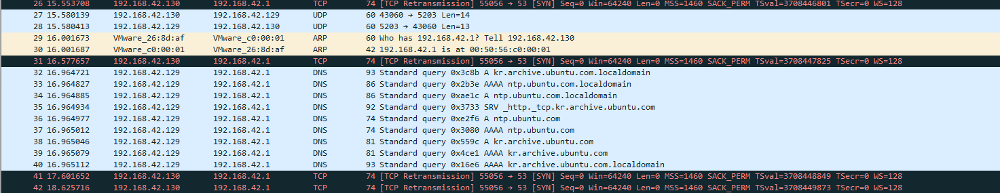 26 15.553708 192.168.42.130 192.168.42.1 TCP 74 [TCP Retransmission] 55056 → 53 [SYN] Seq=0 Win=64240 Len=0 MSS=1460 SACK_PERM TSval=3708446801 TSecr=0 WS=128
27 15.580139 192.168.42.130 192.168.42.129 UDP 60 43060 → 5203 Len=14
28 15.580413 192.168.42.129 192.168.42.130 UDP 60 5203 → 43060 Len=13
29 16.001673 VMware_26:8d:af VMware_c0:00:01 ARP 60 Who has 192.168.42.1? Tell 192.168.42.130
30 16.001687 VMware_c0:00:01 VMware_26:8d:af ARP 42 192.168.42.1 is at 00:50:56:c0:00:01
31 16.577657 192.168.42.130 192.168.42.1 TCP 74 [TCP Retransmission] 55056 → 53 [SYN] Seq=0 Win=64240 Len=0 MSS=1460 SACK_PERM TSval=3708447825 TSecr=0 WS=128
32 16.964721 192.168.42.129 192.168.42.1 DNS 93 Standard query 0x3c8b A kr.archive.ubuntu.com.localdomain
33 16.964827 192.168.42.129 192.168.42.1 DNS 86 Standard query 0x2b3e AAAA ntp.ubuntu.com.localdomain
34 16.964885 192.168.42.129 192.168.42.1 DNS 86 Standard query 0xae1c A ntp.ubuntu.com.localdomain
35 16.964934 192.168.42.129 192.168.42.1 DNS 92 Standard query 0x3733 SRV _http._tcp.kr.archive.ubuntu.com
36 16.964977 192.168.42.129 192.168.42.1 DNS 74 Standard query 0xe2f6 A ntp.ubuntu.com
37 16.965012 192.168.42.129 192.168.42.1 DNS 74 Standard query 0x3080 AAAA ntp.ubuntu.com
38 16.965046 192.168.42.129 192.168.42.1 DNS 81 Standard query 0x559c A kr.archive.ubuntu.com
39 16.965079 192.168.42.129 192.168.42.1 DNS 81 Standard query 0x4ce1 AAAA kr.archive.ubuntu.com
40 16.965112 192.168.42.129 192.168.42.1 DNS 93 Standard query 0x16e6 AAAA kr.archive.ubuntu.com.localdomain
41 17.601652 192.168.42.130 192.168.42.1 TCP 74 [TCP Retransmission] 55056 → 53 [SYN] Seq=0 Win=64240 Len=0 MSS=1460 SACK_PERM TSval=3708448849 TSecr=0 WS=128
42 18.625716 192.168.42.130 192.168.42.1 TCP 74 [TCP Retransmission] 55056 → 53 [SYN] Seq=0 Win=64240 Len=0 MSS=1460 SACK_PERM TSval=3708449873 TSecr=0 WS=128